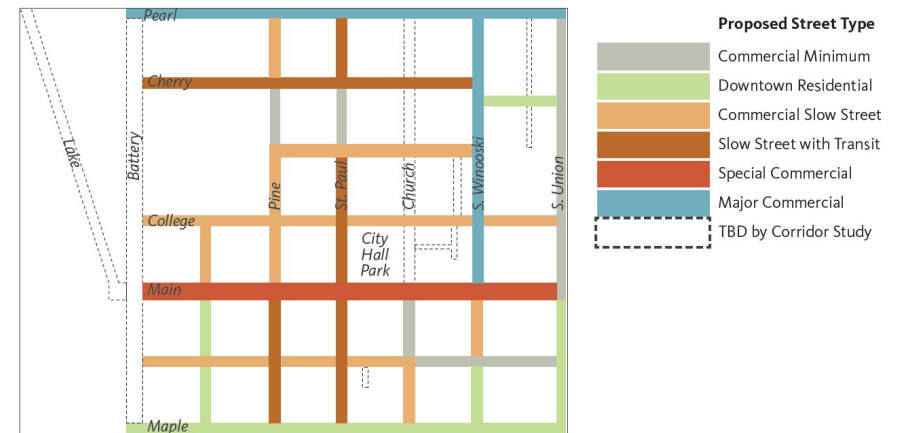 Pearl
Cherry
Lake
Battery
Pine
St. Paul
Church
S. Winooski
S. Union
College
City
Hall
Park
Main
Maple
Proposed Street Type
Commercial Minimum
Downtown Residential
Commercial Slow Street
Slow Street with Transit
Special Commercial
Major Commercial
TBD by Corridor Study